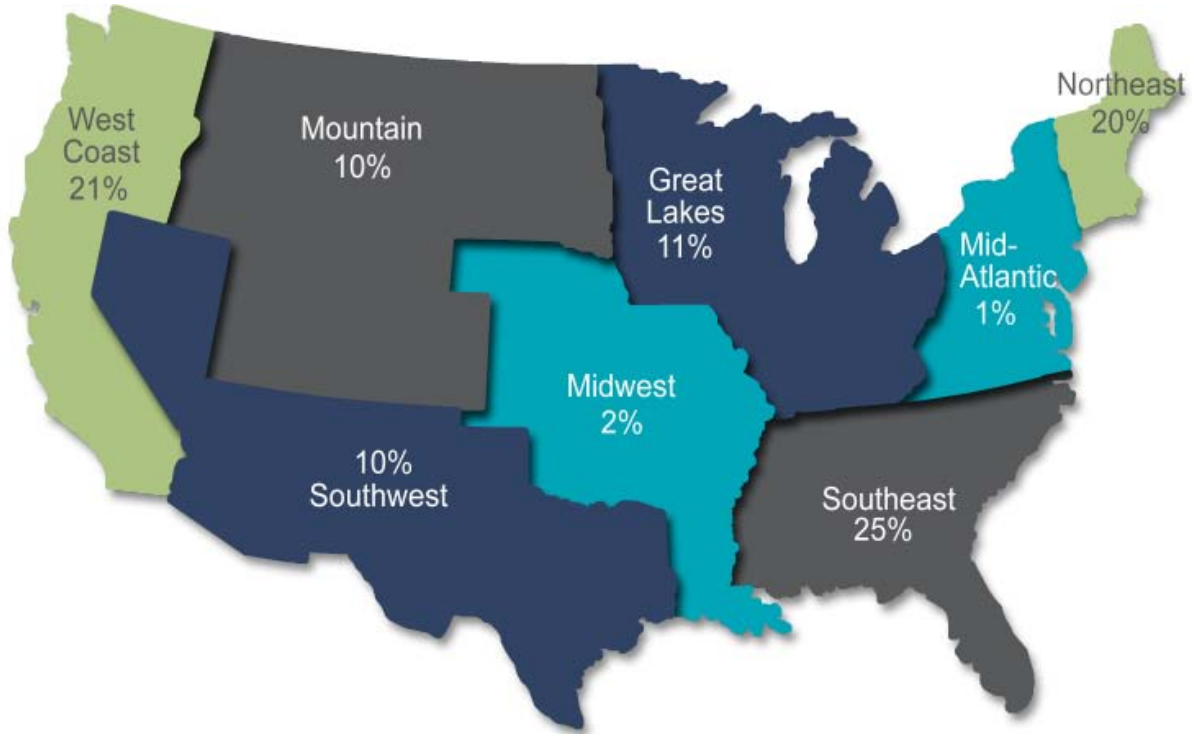 West
Coast
21%
Mountain
10%
Great
Lakes
11%
Northeast
20%
Mid-
Atlantic
1%
Midwest
2%
10%
Southwest
Southeast
25%